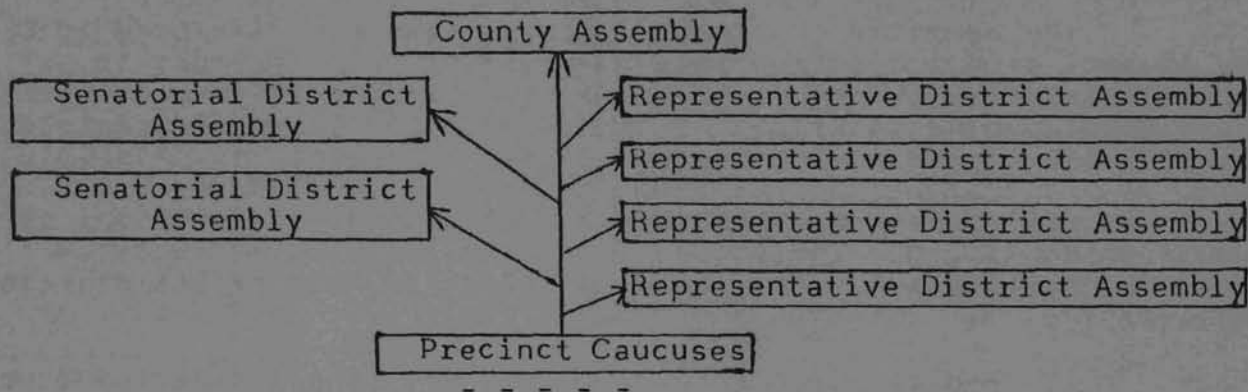 County Assembly
Senatorial District
Assembly
Senatorial District
Assembly
Representative District Assembly
Representative District Assembly
Representative District Assembly
Representative District Assembly
Precinct Caucuses
- - - - -